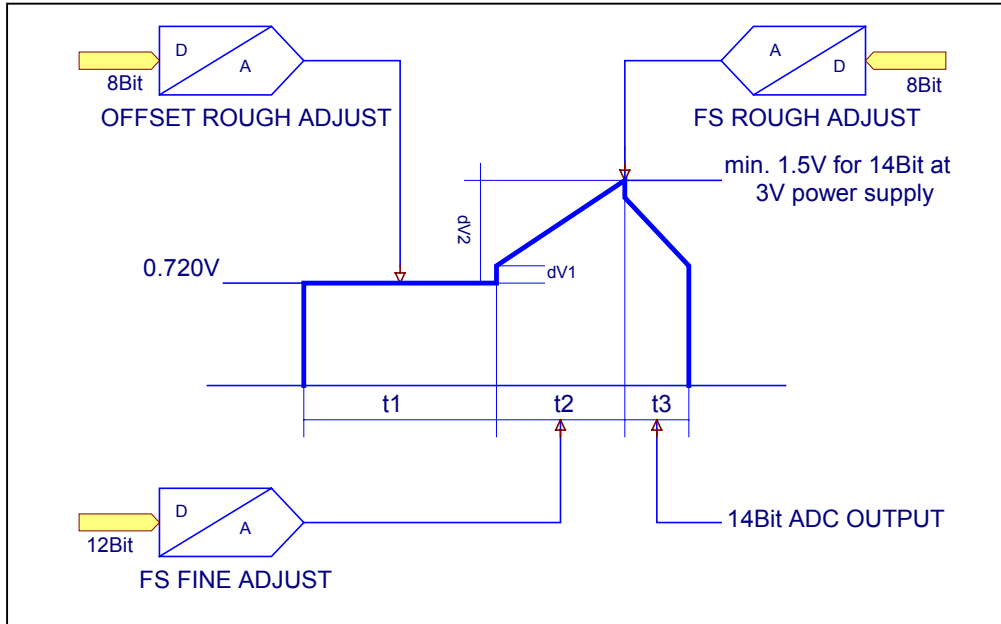 D
A
8Bit
OFFSET ROUGH ADJUST
A
D
8Bit
FS ROUGH ADJUST
min. 1.5V for 14Bit at
3V power supply
dV2
0.720V
dV1
t1
t2
t3
D
A
12Bit
FS FINE ADJUST
14Bit ADC OUTPUT